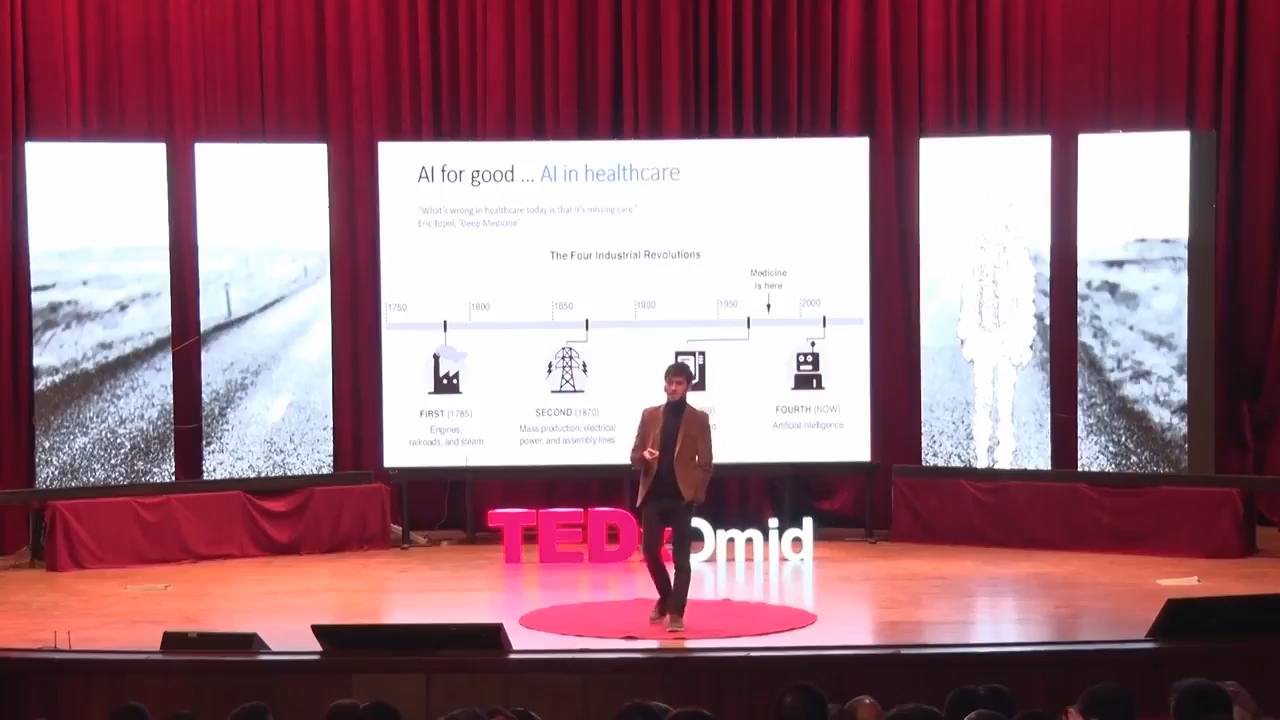 AI for good ... AI in healthcare
"What's wrong in healthcare today is that it's missing care."
Eric Topol, 'Deep Medicine'
The Four Industrial Revolutions
Medicine
is here
1750
1800
1850
1900
1950
2000
FIRST (1785)
Engines,
railroads, and steam
SECOND (1870)
Mass production, electrical
power, and assembly lines
FOURTH (NOW)
Artificial intelligence
TEDx Omid